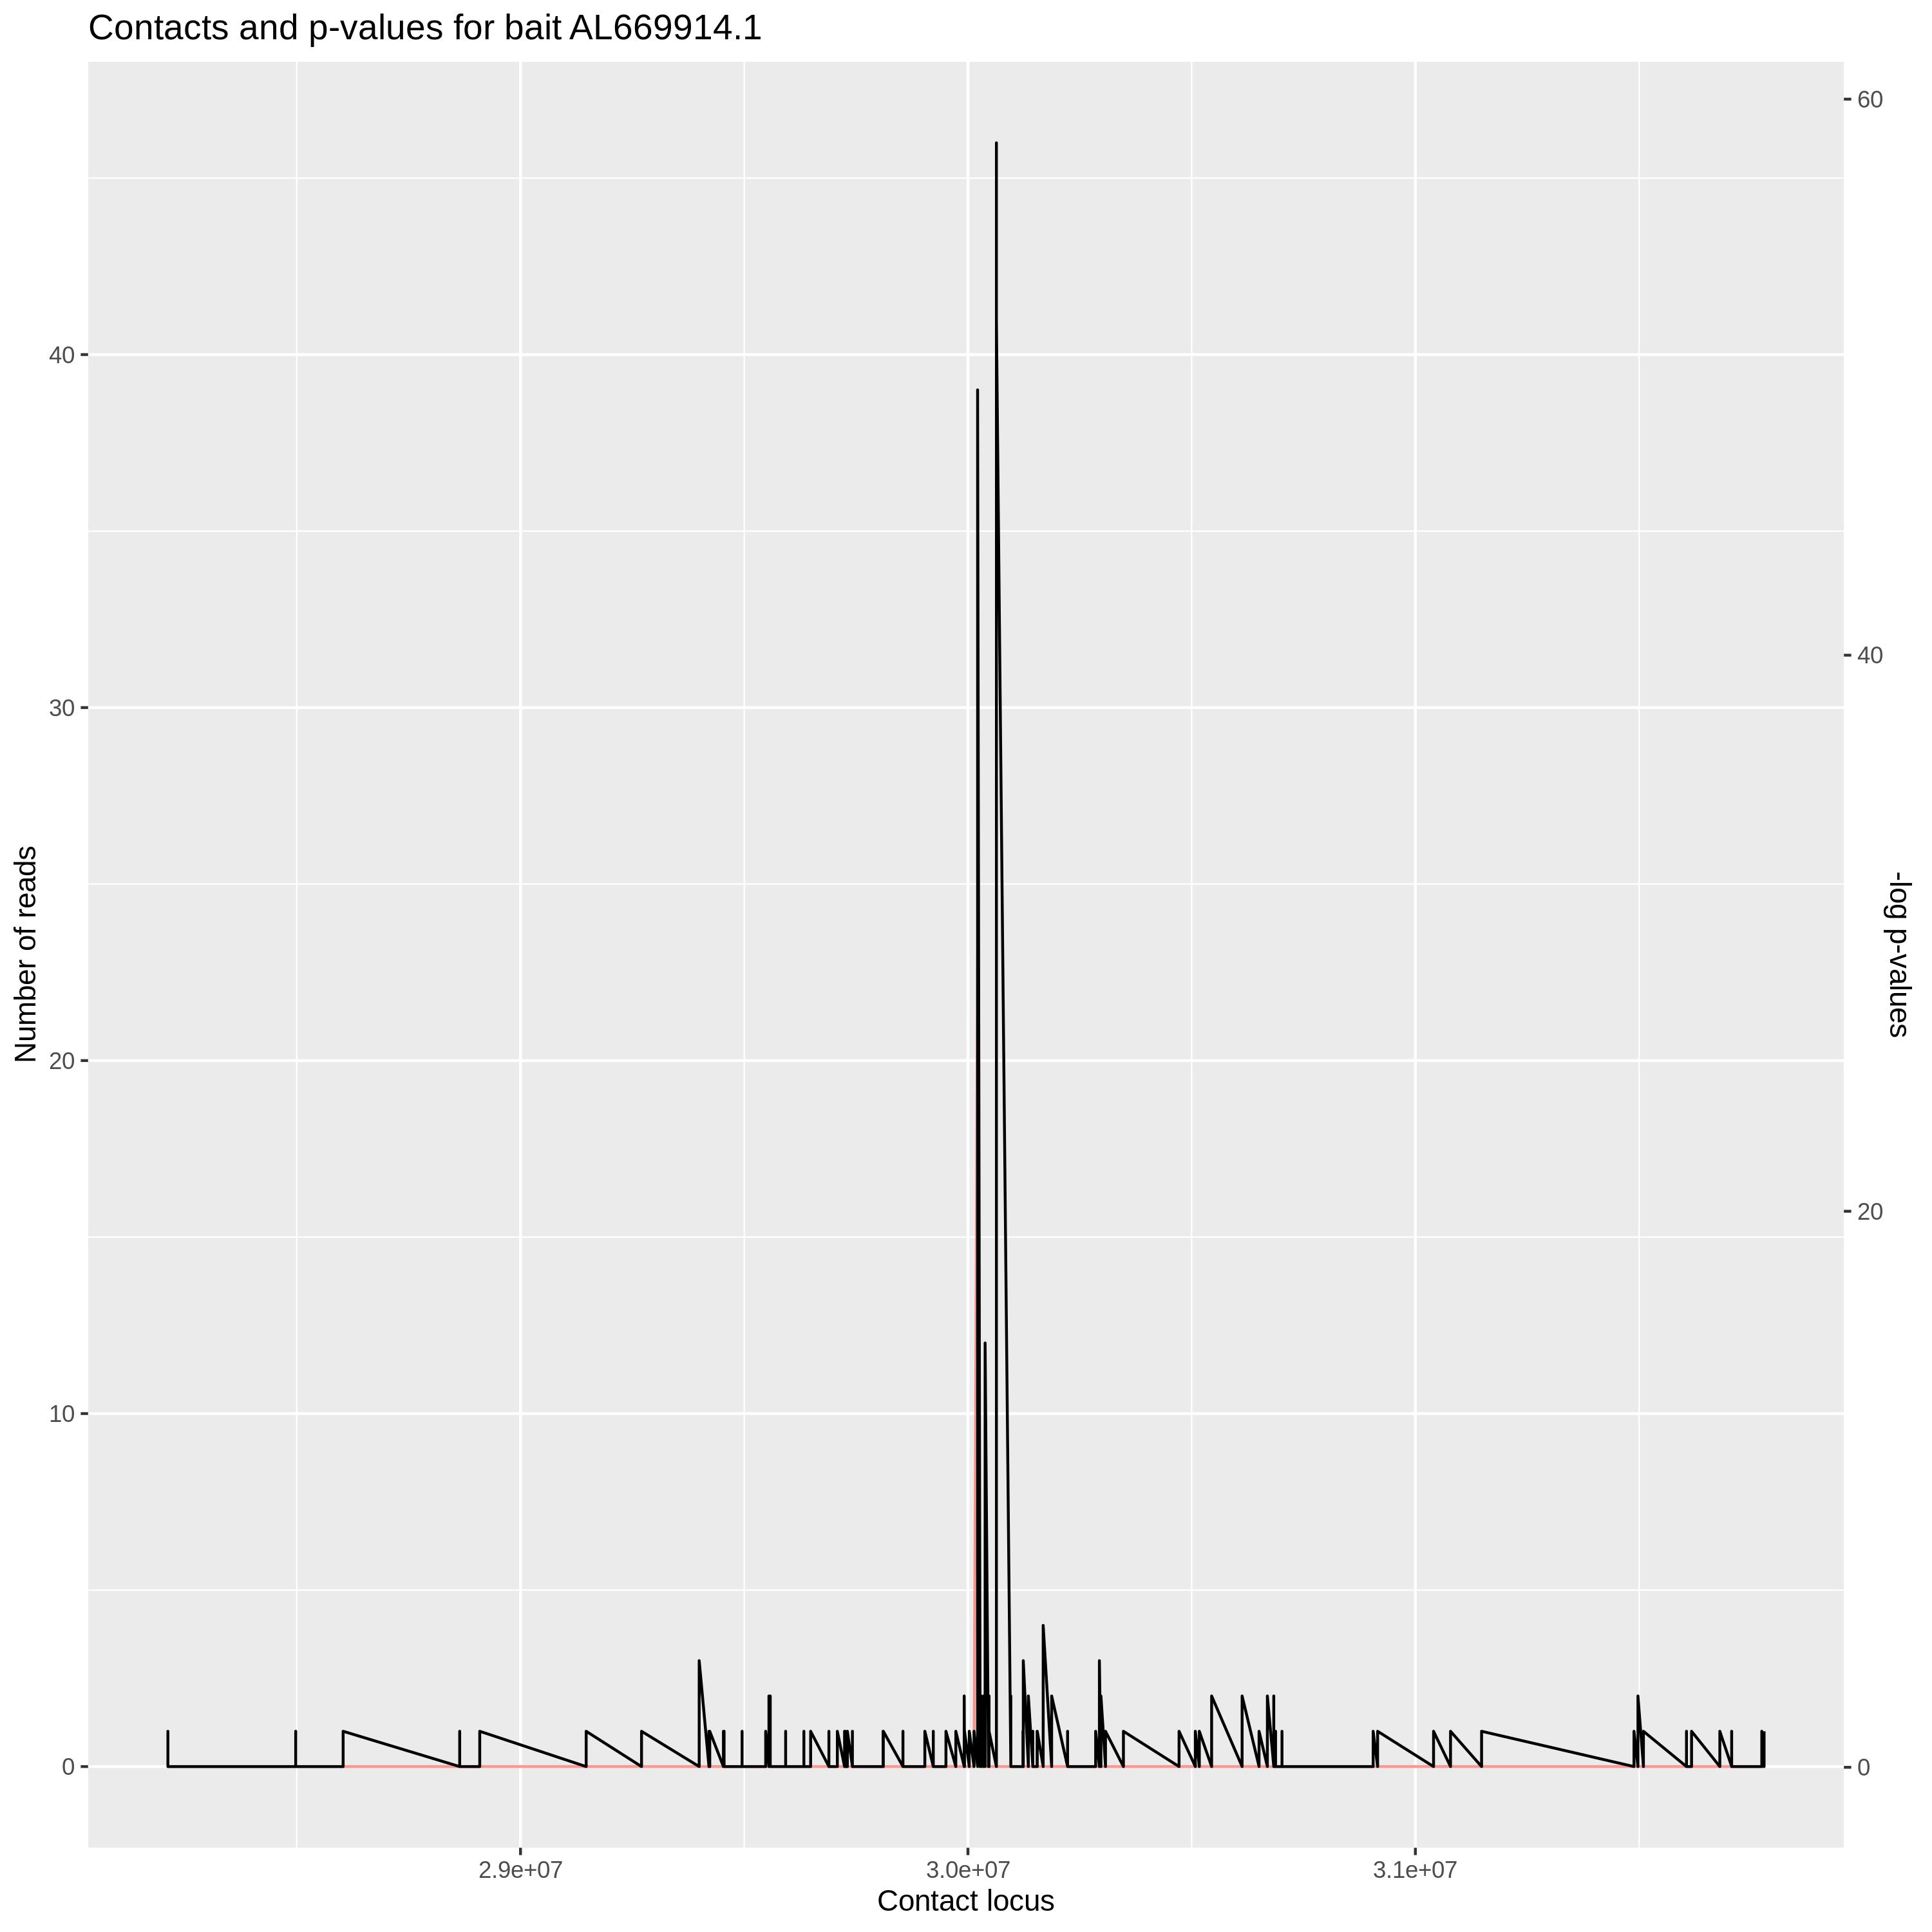 Contacts and p-values for bait AL669914.1
60
40
40
30
Number of reads
-log p-values
20
20
10
0
0
2.9e+07
3.0e+07
3.1e+07
Contact locus